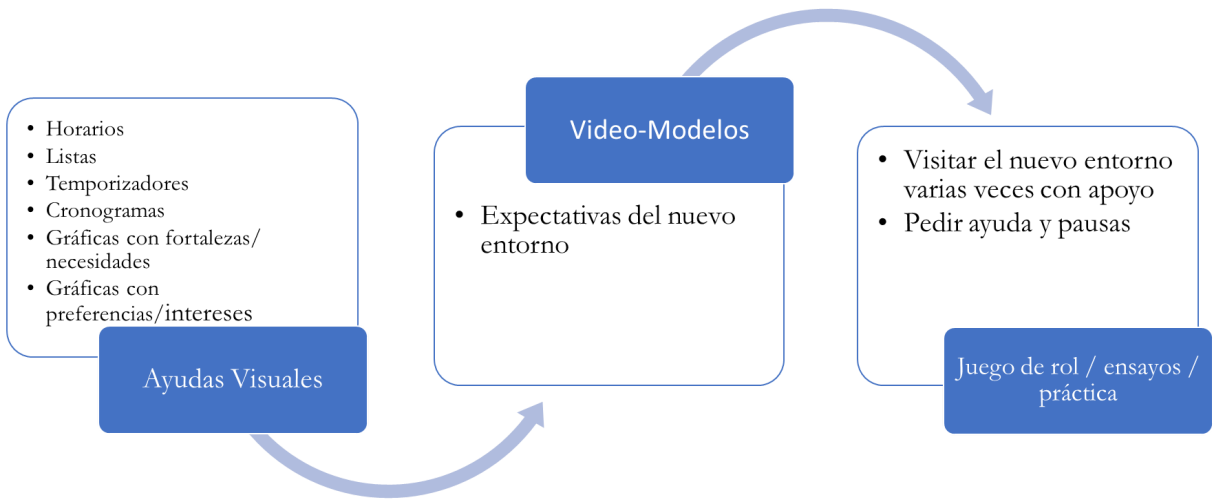 • Horarios
• Listas
• Temporizadores
• Cronogramas
• Gráficas con fortalezas/
necesidades
• Gráficas con
preferencias/intereses
Ayudas Visuales
Video-Modelos
• Expectativas del nuevo
entorno
• Visitar el nuevo entorno
varias veces con apoyo
• Pedir ayuda y pausas
Juego de rol / ensayos /
práctica